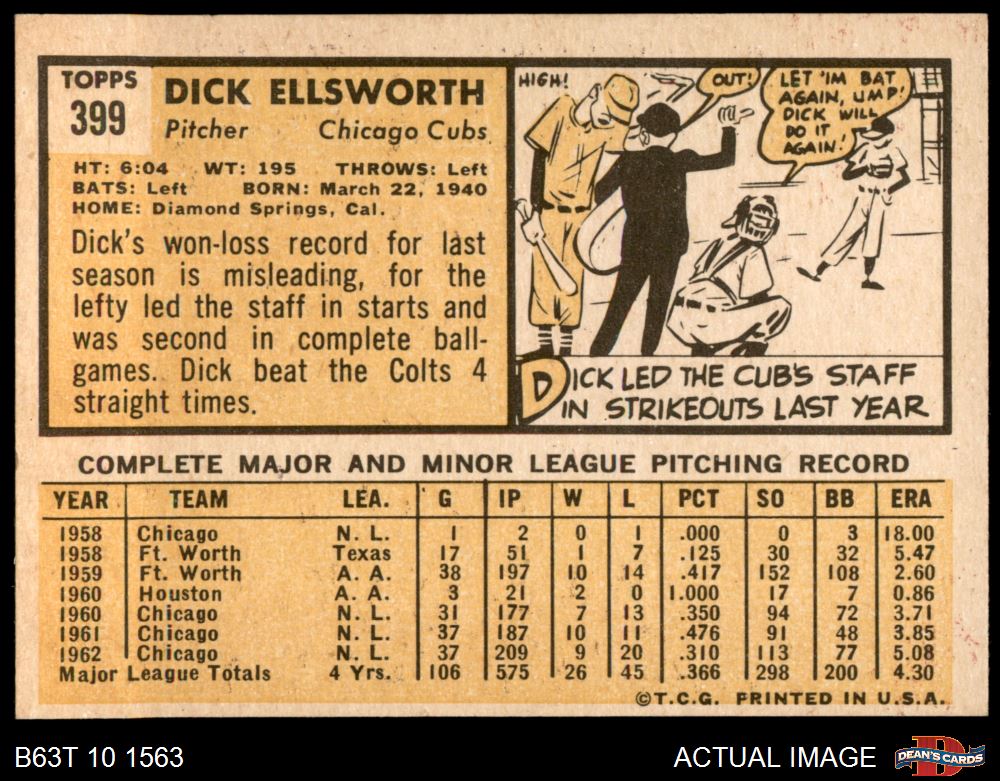 TOPPS
399
DICK ELLSWORTH
Pitcher Chicago Cubs
HT: 6:04 WT: 195 THROWS: Left
BATS: Left BORN: March 22, 1940
HOME: Diamond Springs, Cal.
Dick's won-loss record for last
season is misleading, for the
lefty led the staff in starts and
was second in complete ball-
games. Dick beat the Colts 4
straight times.
HIGH!
OUT!
LET 'IM BAT
AGAIN, UMP!
DICK WILL
DO IT
AGAIN!
DICK LED THE CUB'S STAFF
IN STRIKEOUTS LAST YEAR
COMPLETE MAJOR AND MINOR LEAGUE PITCHING RECORD
YEAR TEAM LEA. G IP W L PCT SO BB ERA
1958 Chicago N. L. 1 2 0 1 .000 0 3 18.00
1958 Ft. Worth Texas 17 51 1 7 .125 30 32 5.47
1959 Ft. Worth A. A. 38 197 10 14 .417 152 108 2.60
1960 Houston A. A. 3 21 2 0 1.000 17 7 0.86
1960 Chicago N. L. 31 177 7 13 .350 94 72 3.71
1961 Chicago N. L. 37 187 10 11 .476 91 48 3.85
1962 Chicago N. L. 37 209 9 20 .310 113 77 5.08
Major League Totals 4 Yrs. 106 575 26 45 .366 298 200 4.30
©T.C.G. PRINTED IN U.S.A.
B63T 10 1563
ACTUAL IMAGE
DEAN'S CARDS